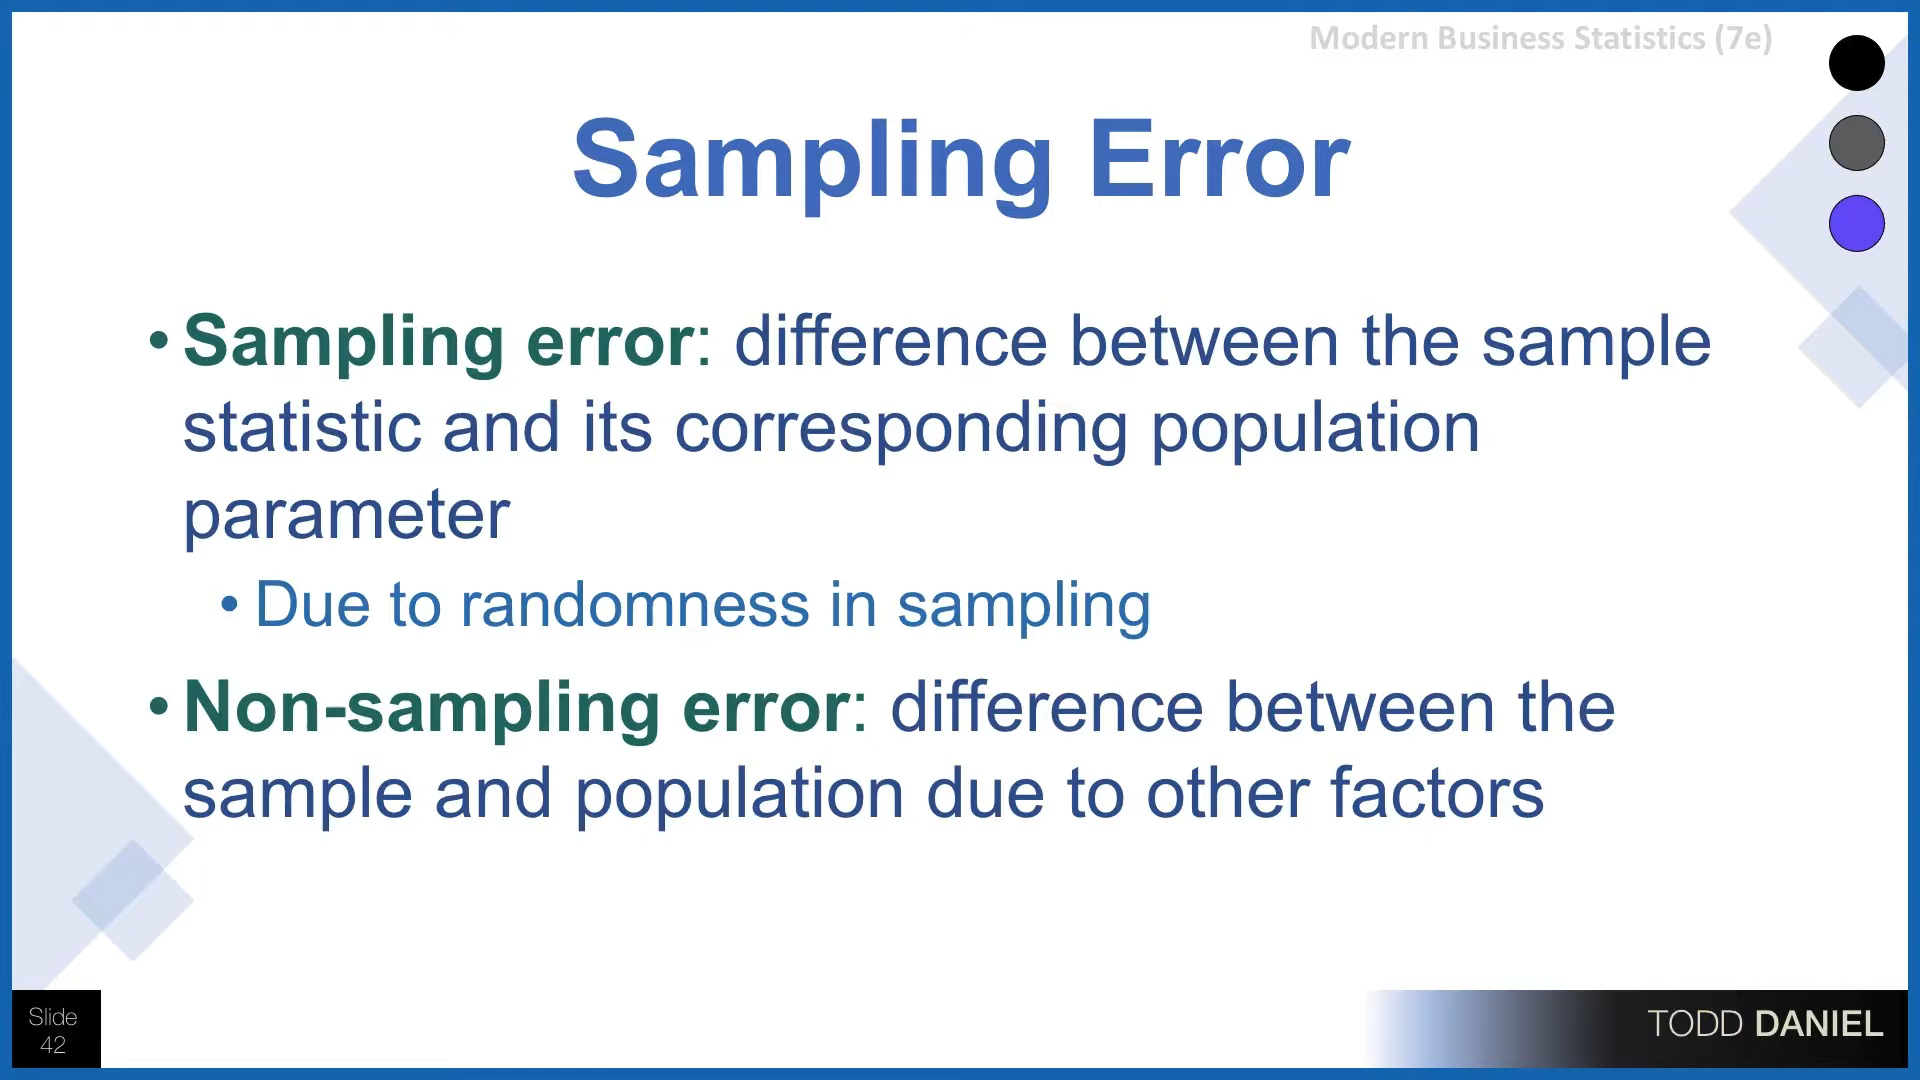 Modern Business Statistics (7e)
Sampling Error
• Sampling error: difference between the sample
statistic and its corresponding population
parameter
• Due to randomness in sampling
• Non-sampling error: difference between the
sample and population due to other factors
Slide
42
TODD DANIEL